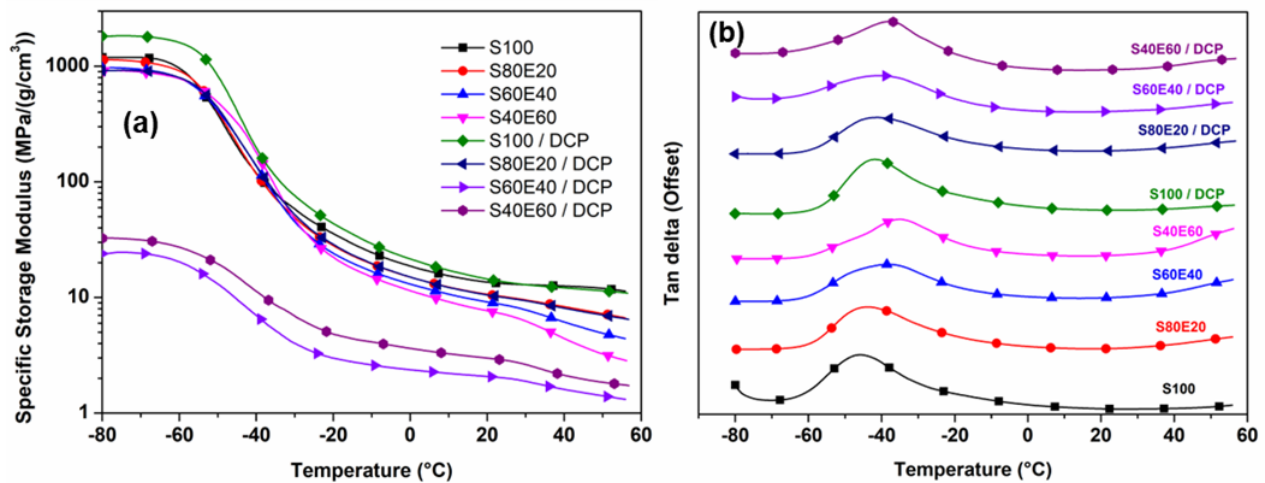 (a)
Specific Storage Modulus (MPa/(g/cm³))
1000
100
10
1
-80 -60 -40 -20 0 20 40 60
Temperature (°C)
S100
S80E20
S60E40
S40E60
S100 / DCP
S80E20 / DCP
S60E40 / DCP
S40E60 / DCP
(b)
Tan delta (Offset)
S40E60 / DCP
S60E40 / DCP
S80E20 / DCP
S100 / DCP
S40E60
S60E40
S80E20
S100
-80 -60 -40 -20 0 20 40 60
Temperature (°C)